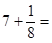 7 + 1/8 =